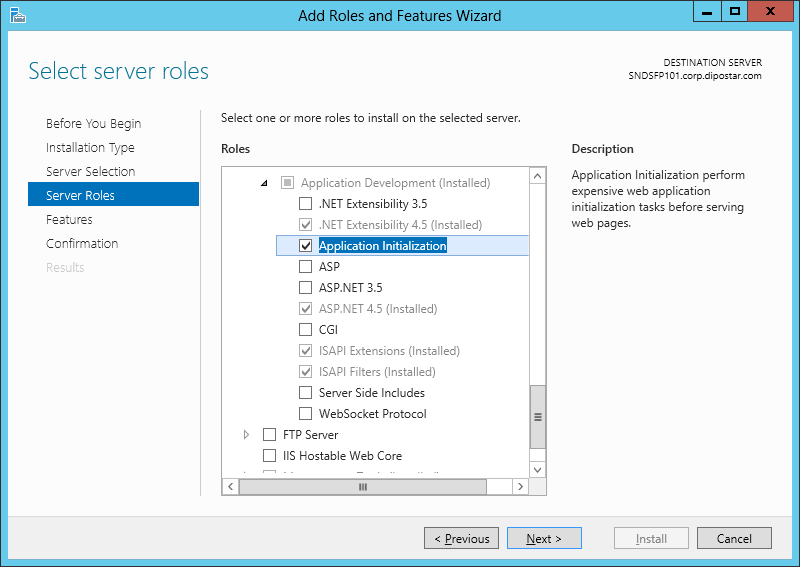 Add Roles and Features Wizard
Select server roles
DESTINATION SERVER
SNDSFP101.corp.dipostar.com
Before You Begin
Installation Type
Server Selection
Server Roles
Features
Confirmation
Results
Select one or more roles to install on the selected server.
Roles
Application Development (Installed)
.NET Extensibility 3.5
.NET Extensibility 4.5 (Installed)
Application Initialization
ASP
ASP.NET 3.5
ASP.NET 4.5 (Installed)
CGI
ISAPI Extensions (Installed)
ISAPI Filters (Installed)
Server Side Includes
WebSocket Protocol
FTP Server
IIS Hostable Web Core
Description
Application Initialization perform
expensive web application
initialization tasks before serving
web pages.
< Previous
Next >
Install
Cancel